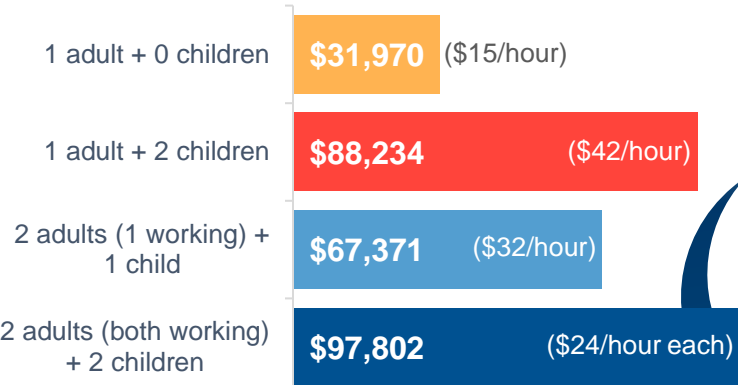 1 adult + 0 children $31,970 ($15/hour)
1 adult + 2 children $88,234 ($42/hour)
2 adults (1 working) +
1 child
$67,371 ($32/hour)
2 adults (both working)
+ 2 children
$97,802 ($24/hour each)